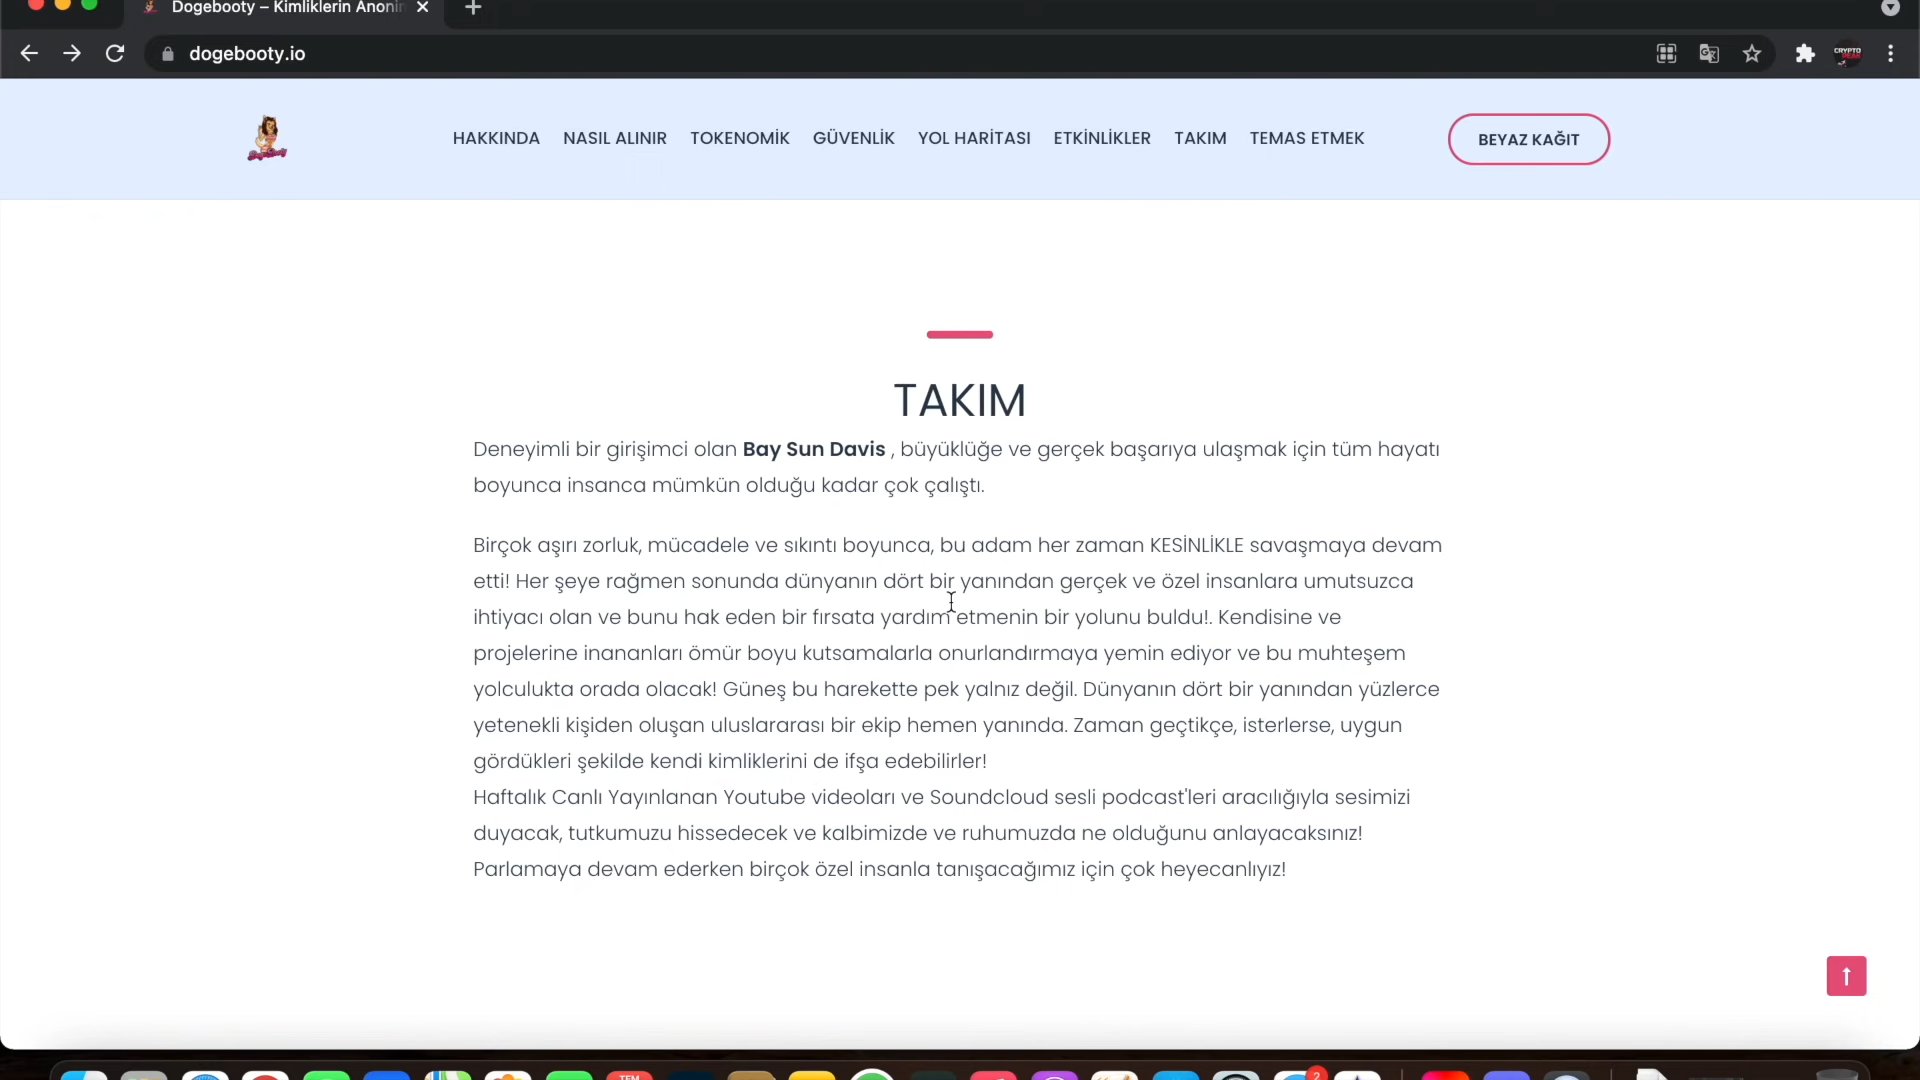 Dogebooty – Kimliklerin Anonim
dogebooty.io
CRYPTO
HAKKINDA NASIL ALINIR TOKENOMİK GÜVENLİK YOL HARİTASI ETKİNLİKLER TAKIM TEMAS ETMEK BEYAZ KAĞIT
TAKIM
Deneyimli bir girişimci olan Bay Sun Davis , büyüklüğe ve gerçek başarıya ulaşmak için tüm hayatı
boyunca insanca mümkün olduğu kadar çok çalıştı.
Birçok aşırı zorluk, mücadele ve sıkıntı boyunca, bu adam her zaman KESİNLİKLE savaşmaya devam
etti! Her şeye rağmen sonunda dünyanın dört bir yanından gerçek ve özel insanlara umutsuzca
ihtiyacı olan ve bunu hak eden bir fırsata yardım etmenin bir yolunu buldu!. Kendisine ve
projelerine inananları ömür boyu kutsamalarla onurlandırmaya yemin ediyor ve bu muhteşem
yolculukta orada olacak! Güneş bu harekette pek yalnız değil. Dünyanın dört bir yanından yüzlerce
yetenekli kişiden oluşan uluslararası bir ekip hemen yanında. Zaman geçtikçe, isterlerse, uygun
gördükleri şekilde kendi kimliklerini de ifşa edebilirler!
Haftalık Canlı Yayınlanan Youtube videoları ve Soundcloud sesli podcast'leri aracılığıyla sesimizi
duyacak, tutkumuzu hissedecek ve kalbimizde ve ruhumuzda ne olduğunu anlayacaksınız!
Parlamaya devam ederken birçok özel insanla tanışacağımız için çok heyecanlıyız!
TEM
2